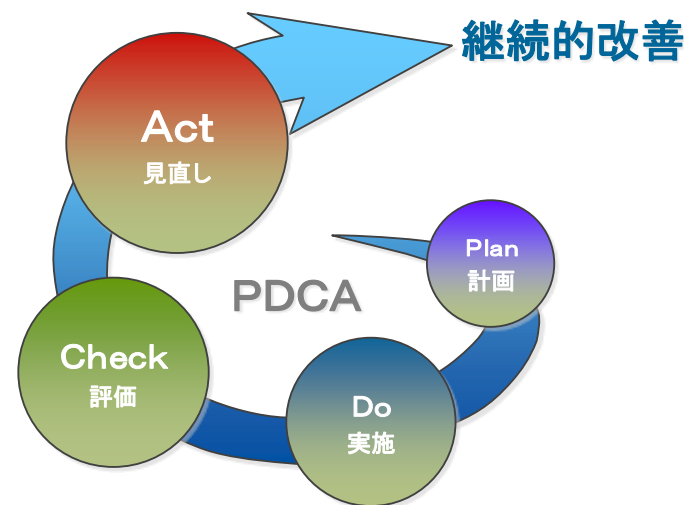 継続的改善
Act
見直し
Plan
計画
PDCA
Check
評価
Do
実施